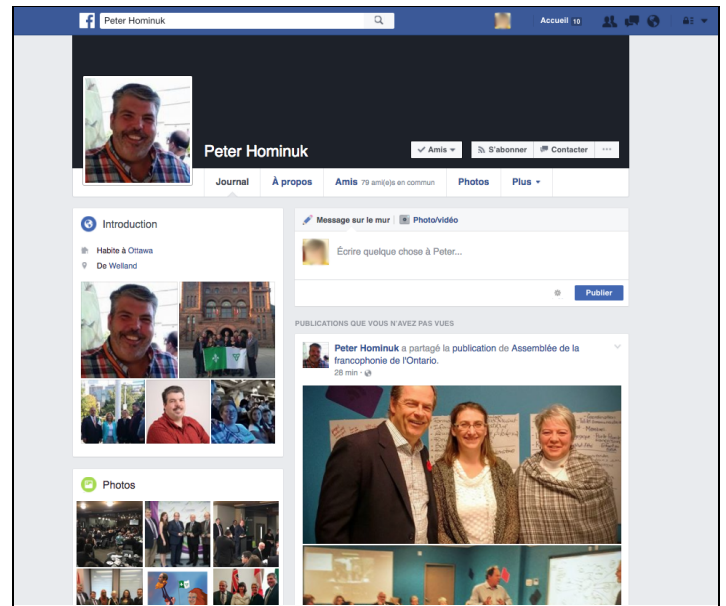 Peter Hominuk
Accueil 10
Peter Hominuk
Amis
S'abonner
Contacter
Journal
À propos
Amis 79 ami(e)s en commun
Photos
Plus
Introduction
Habite à Ottawa
De Welland
Photos
Message sur le mur
Photo/vidéo
Écrire quelque chose à Peter...
Publier
PUBLICATIONS QUE VOUS N'AVEZ PAS VUES
Peter Hominuk a partagé la publication de Assemblée de la
francophonie de l'Ontario.
28 min